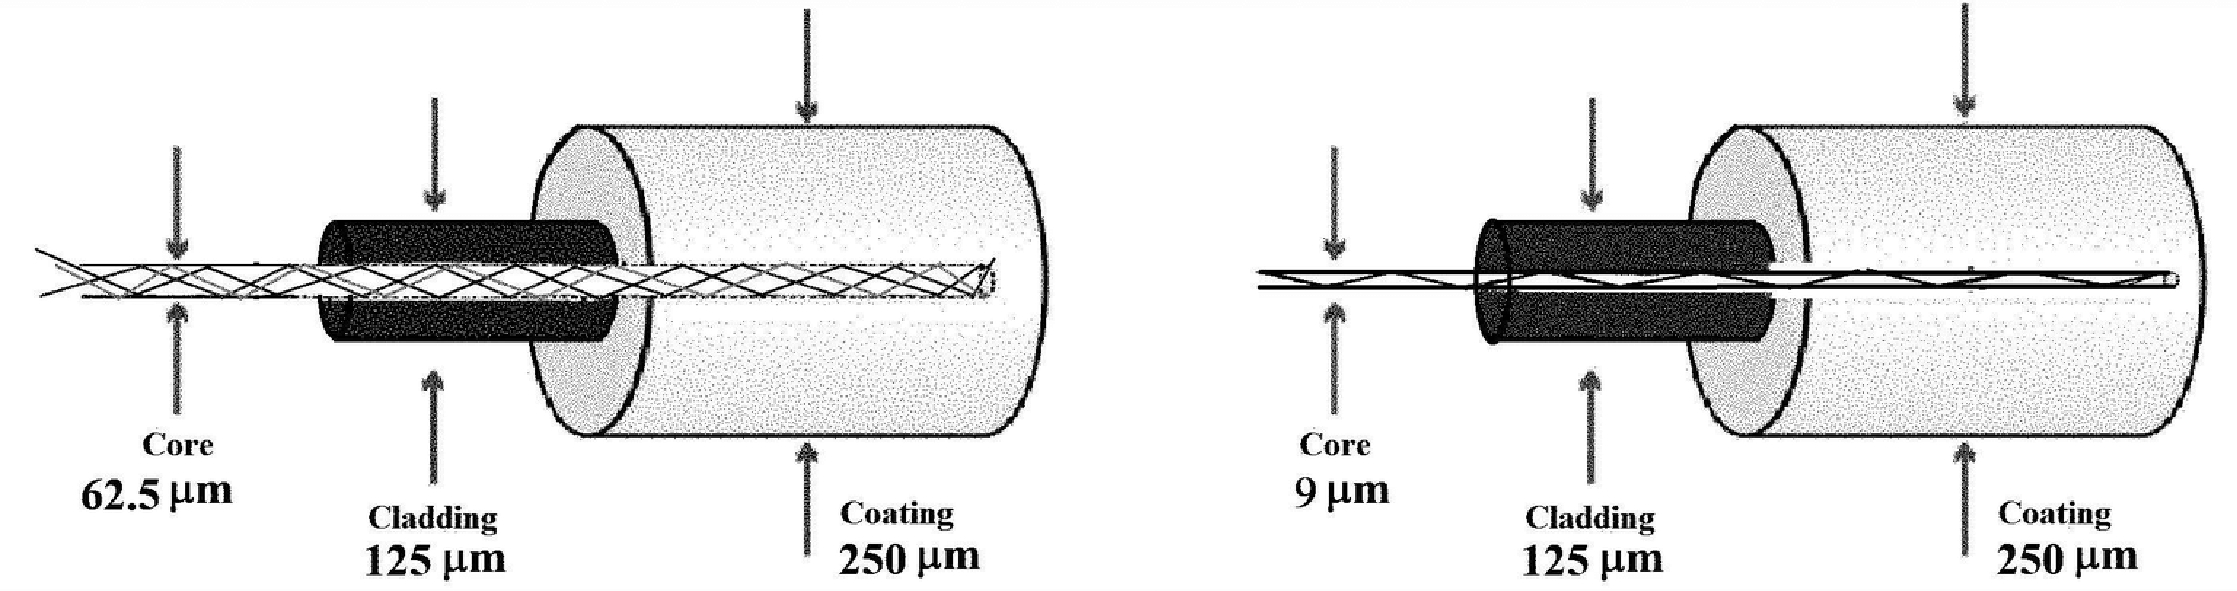 Core
62.5 μm
Cladding
125 μm
Coating
250 μm
Core
9 μm
Cladding
125 μm
Coating
250 μm